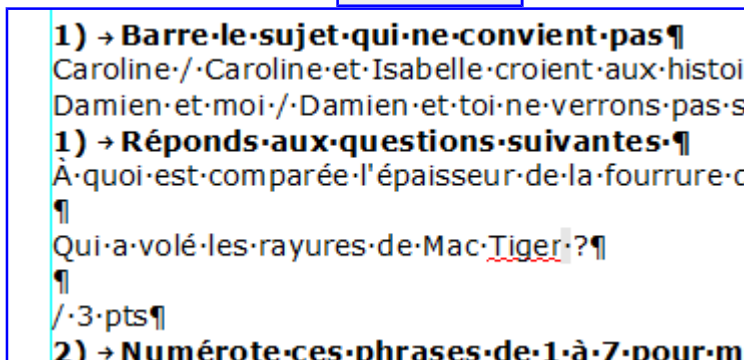 1) → Barre·le·sujet·qui·ne·convient·pas¶
Caroline·/·Caroline·et·Isabelle·croient·aux·
Damien·et·moi·/·Damien·et·toi·ne·verrons·pas·
1) → Réponds·aux·questions·suivantes·¶
À·quoi·est·comparée·l'épaisseur·de·la·fourrure·
¶
Qui·a·volé·les·rayures·de·Mac·Tiger·?¶
¶
/·3·pts¶
2) → Numérote·ces·phrases·de·1·à·7·pour·